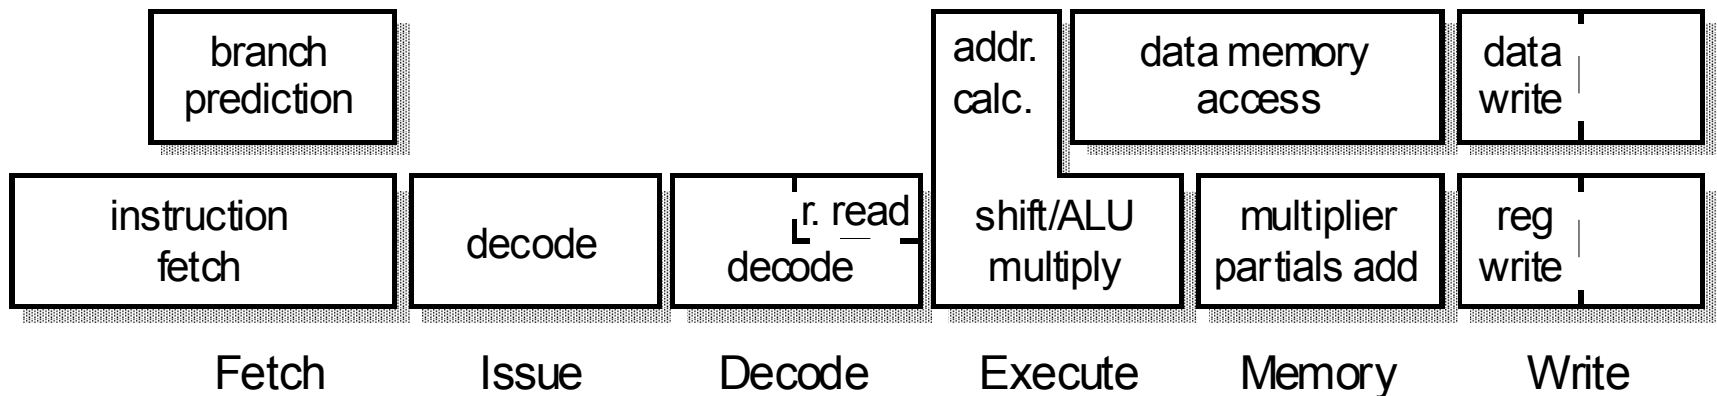 branch
prediction
addr.
calc.
data memory
access
data
write
instruction
fetch
decode
r. read
decode
shift/ALU
multiply
multiplier
partials add
reg
write
Fetch
Issue
Decode
Execute
Memory
Write